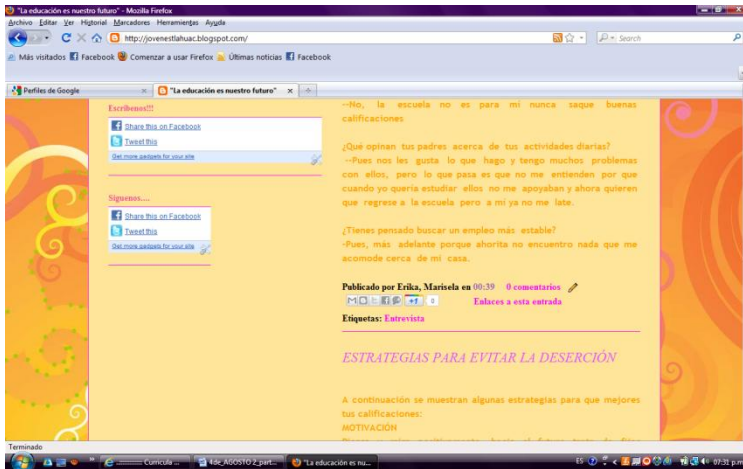 "La educación es nuestro futuro" - Mozilla Firefox
Archivo Editar Ver Historial Marcadores Herramientas Ayuda
http://jovenestlahuac.blogspot.com/
Search
Más visitados Facebook Comenzar a usar Firefox Últimas noticias Facebook
Perfiles de Google
"La educación es nuestro futuro"
Escribenos!!!
Share this on Facebook
Tweet this
Get more gadgets for your site
Siguenos....
Share this on Facebook
Tweet this
Get more gadgets for your site
--No, la escuela no es para mi nunca saque buenas
calificaciones
¿Qué opinan tus padres acerca de tus actividades diarias?
--Pues nos les gusta lo que hago y tengo muchos problemas
con ellos, pero lo que pasa es que no me entienden por que
cuando yo quería estudiar ellos no me apoyaban y ahora quieren
que regrese a la escuela pero a mi ya no me late.
¿Tienes pensado buscar un empleo más estable?
-Pues, más adelante porque ahorita no encuentro nada que me
acomode cerca de mi casa.
Publicado por Erika, Marisela en 00:39 0 comentarios
+1 0 Enlaces a esta entrada
Etiquetas: Entrevista
ESTRATEGIAS PARA EVITAR LA DESERCIÓN
A continuación se muestran algunas estrategias para que mejores
tus calificaciones:
MOTIVACIÓN
Terminado
Curricula ...
4de_AGOSTO 2_part...
"La educación es nu...
ES
07:31 p.m.